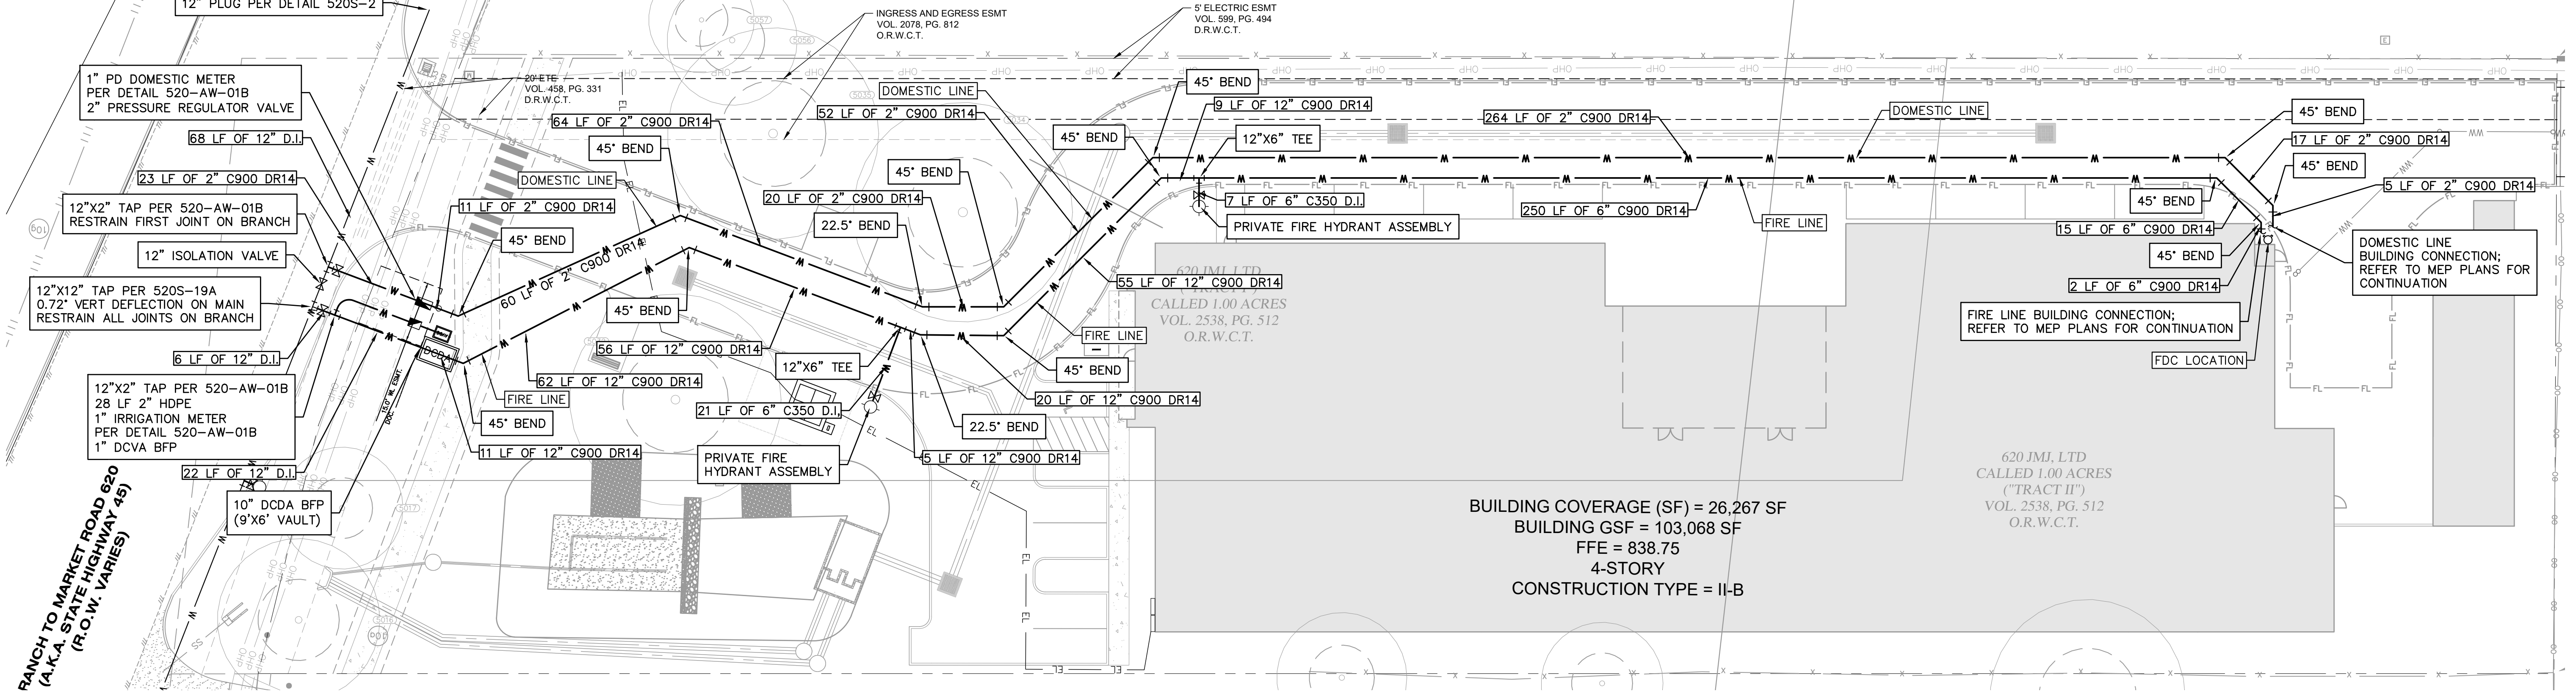 12" PLUG PER DETAIL 520S-2
INGRESS AND EGRESS ESMT
VOL. 2078, PG. 812
O.R.W.C.T.
5' ELECTRIC ESMT
VOL. 599, PG. 494
D.R.W.C.T.
1" PD DOMESTIC METER
PER DETAIL 520-AW-01B
2" PRESSURE REGULATOR VALVE
20' ETE
VOL. 458, PG. 331
D.R.W.C.T.
68 LF OF 12" D.I.
23 LF OF 2" C900 DR14
12"X2" TAP PER 520-AW-01B
RESTRAIN FIRST JOINT ON BRANCH
12" ISOLATION VALVE
12"X12" TAP PER 520S-19A
0.72° VERT DEFLECTION ON MAIN
RESTRAIN ALL JOINTS ON BRANCH
6 LF OF 12" D.I.
12"X2" TAP PER 520-AW-01B
28 LF 2" HDPE
1" IRRIGATION METER
PER DETAIL 520-AW-01B
1" DCVA BFP
22 LF OF 12" D.I.
10" DCDA BFP
(9'X6' VAULT)
RANCH TO MARKET ROAD 620
(A.K.A. STATE HIGHWAY 45)
(R.O.W. VARIES)
15.0' WL ESMT.
DOC.
DCDA
11 LF OF 2" C900 DR14
45° BEND
60 LF OF 2" C900 DR14
DOMESTIC LINE
45° BEND
64 LF OF 2" C900 DR14
62 LF OF 12" C900 DR14
FIRE LINE
45° BEND
11 LF OF 12" C900 DR14
45° BEND
56 LF OF 12" C900 DR14
12"X6" TEE
21 LF OF 6" C350 D.I.
PRIVATE FIRE
HYDRANT ASSEMBLY
5 LF OF 12" C900 DR14
22.5° BEND
20 LF OF 12" C900 DR14
45° BEND
FIRE LINE
55 LF OF 12" C900 DR14
20 LF OF 2" C900 DR14
22.5° BEND
45° BEND
DOMESTIC LINE
52 LF OF 2" C900 DR14
45° BEND
45° BEND
9 LF OF 12" C900 DR14
12"X6" TEE
7 LF OF 6" C350 D.I.
PRIVATE FIRE HYDRANT ASSEMBLY
620 JMJ, LTD
CALLED 1.00 ACRES
VOL. 2538, PG. 512
O.R.W.C.T.
264 LF OF 2" C900 DR14
DOMESTIC LINE
250 LF OF 6" C900 DR14
FIRE LINE
45° BEND
17 LF OF 2" C900 DR14
45° BEND
5 LF OF 2" C900 DR14
45° BEND
15 LF OF 6" C900 DR14
45° BEND
2 LF OF 6" C900 DR14
DOMESTIC LINE
BUILDING CONNECTION;
REFER TO MEP PLANS FOR
CONTINUATION
FIRE LINE BUILDING CONNECTION;
REFER TO MEP PLANS FOR CONTINUATION
FDC LOCATION
620 JMJ, LTD
CALLED 1.00 ACRES
("TRACT II")
VOL. 2538, PG. 512
O.R.W.C.T.
BUILDING COVERAGE (SF) = 26,267 SF
BUILDING GSF = 103,068 SF
FFE = 838.75
4-STORY
CONSTRUCTION TYPE = II-B